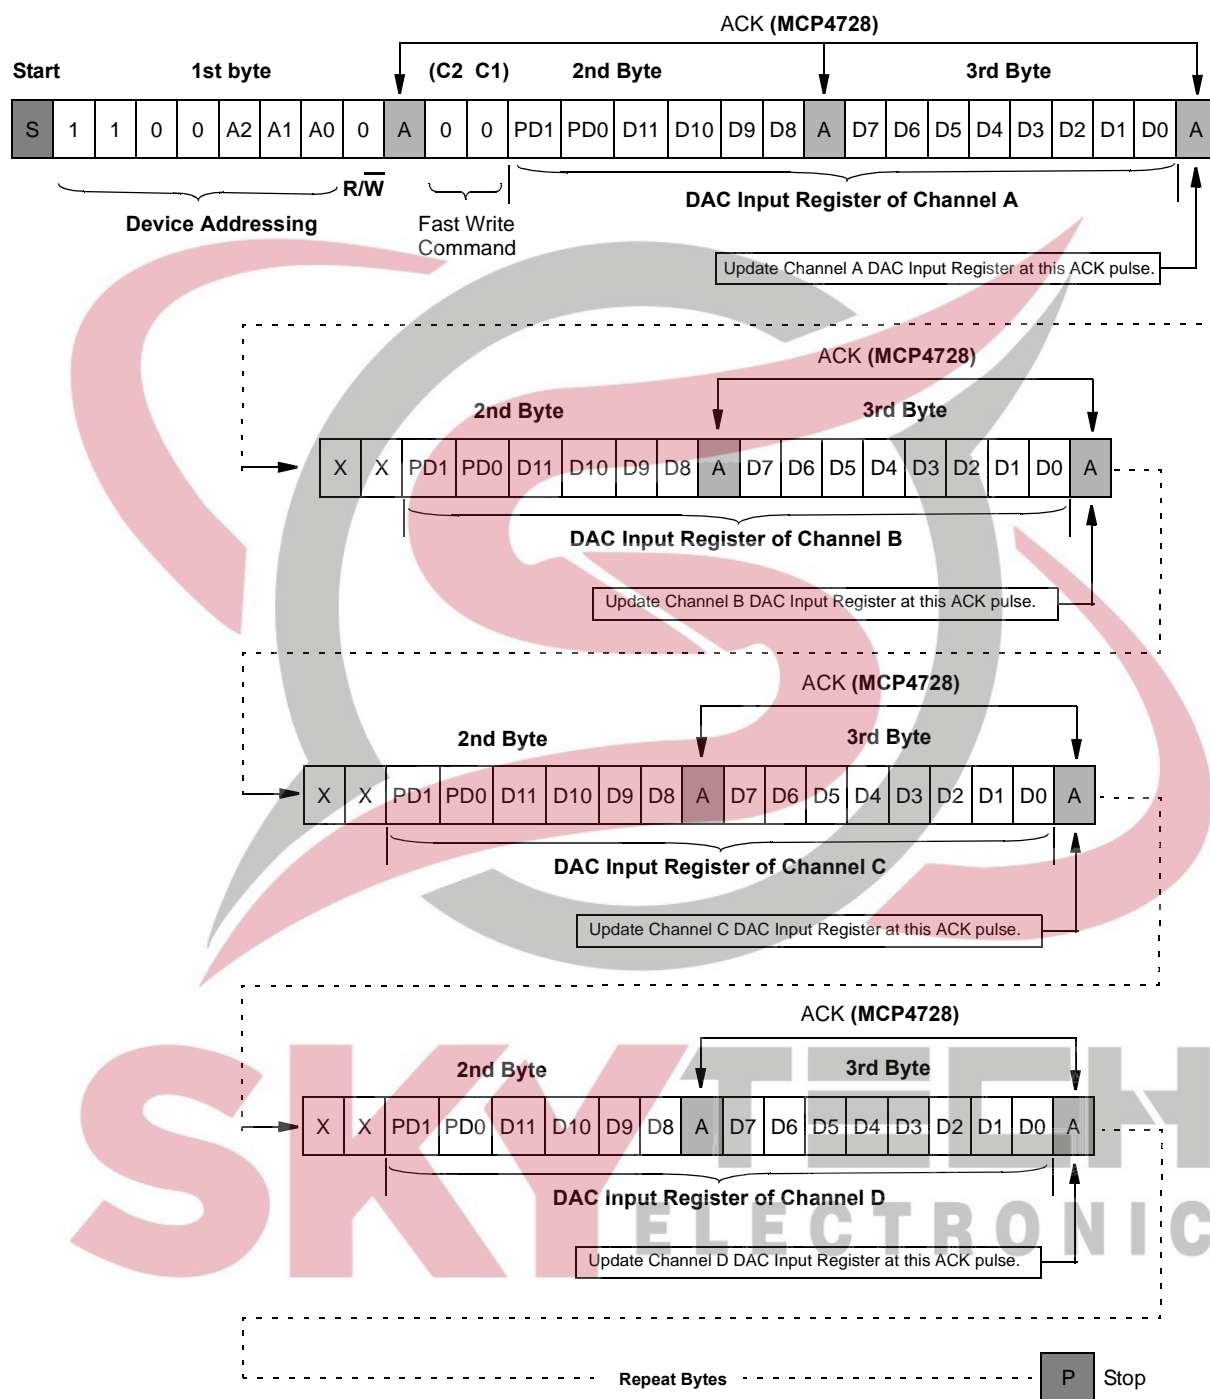 ACK (MCP4728)
Start 1st byte (C2 C1) 2nd Byte 3rd Byte
S 1 1 0 0 A2 A1 A0 0 A 0 0 PD1 PD0 D11 D10 D9 D8 A D7 D6 D5 D4 D3 D2 D1 D0 A
R/W
Device Addressing
Fast Write
Command
DAC Input Register of Channel A
Update Channel A DAC Input Register at this ACK pulse.
ACK (MCP4728)
2nd Byte 3rd Byte
X X PD1 PD0 D11 D10 D9 D8 A D7 D6 D5 D4 D3 D2 D1 D0 A
DAC Input Register of Channel B
Update Channel B DAC Input Register at this ACK pulse.
ACK (MCP4728)
2nd Byte 3rd Byte
X X PD1 PD0 D11 D10 D9 D8 A D7 D6 D5 D4 D3 D2 D1 D0 A
DAC Input Register of Channel C
Update Channel C DAC Input Register at this ACK pulse.
ACK (MCP4728)
2nd Byte 3rd Byte
X X PD1 PD0 D11 D10 D9 D8 A D7 D6 D5 D4 D3 D2 D1 D0 A
DAC Input Register of Channel D
Update Channel D DAC Input Register at this ACK pulse.
Repeat Bytes
P Stop
SKYTECH
ELECTRONIC